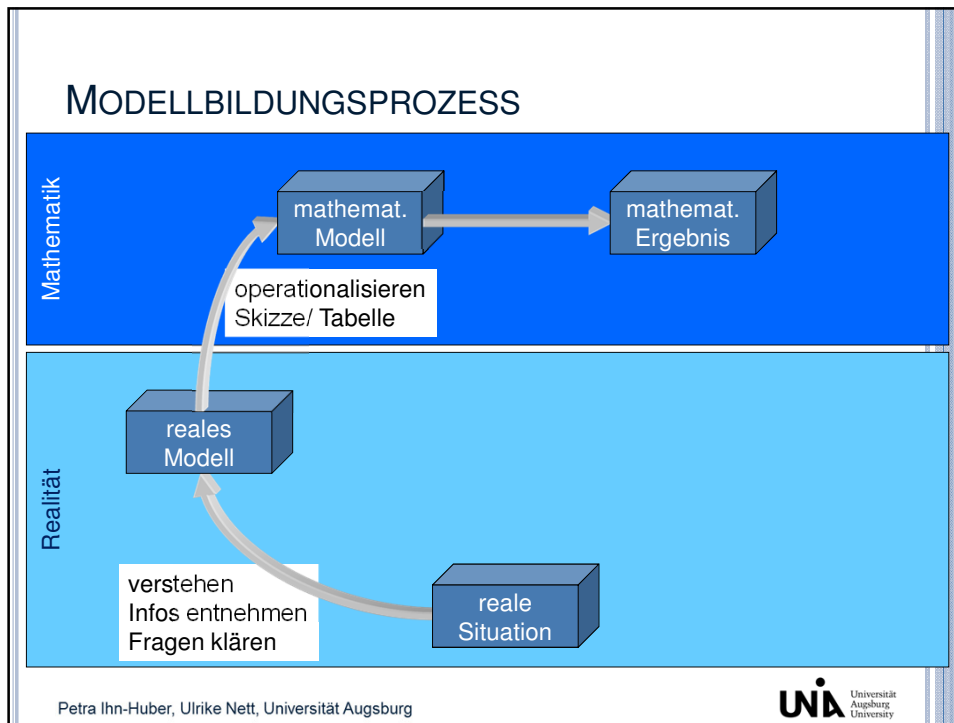 MODELLBILDUNGSPROZESS
Mathematik
mathemat.
Modell
mathemat.
Ergebnis
operationalisieren
Skizze/ Tabelle
Realität
reales
Modell
verstehen
Infos entnehmen
Fragen klären
reale
Situation
Petra Ihn-Huber, Ulrike Nett, Universität Augsburg
UNIA
Universität
Augsburg
University